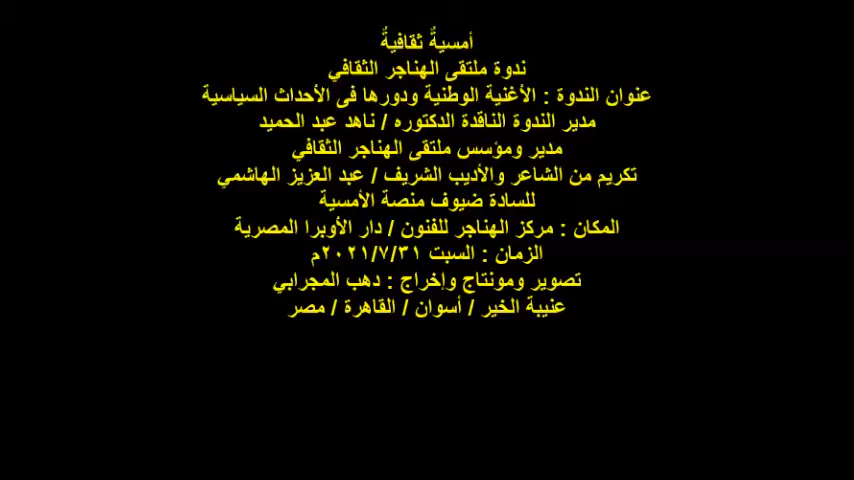 أمسيةٌ ثقافيةٌ
ندوة ملتقى الهناجر الثقافي
عنوان الندوة : الأغنية الوطنية ودورها فى الأحداث السياسية
مدير الندوة الناقدة الدكتوره / ناهد عبد الحميد
مدير ومؤسس ملتقى الهناجر الثقافي
تكريم من الشاعر والأديب الشريف / عبد العزيز الهاشمي
للسادة ضيوف منصة الأمسية
المكان : مركز الهناجر للفنون / دار الأوبرا المصرية
الزمان : السبت ٢٠٢١/٧/٣١م
تصوير ومونتاج وإخراج : دهب المجرابي
عنيبة الخير / أسوان / القاهرة / مصر